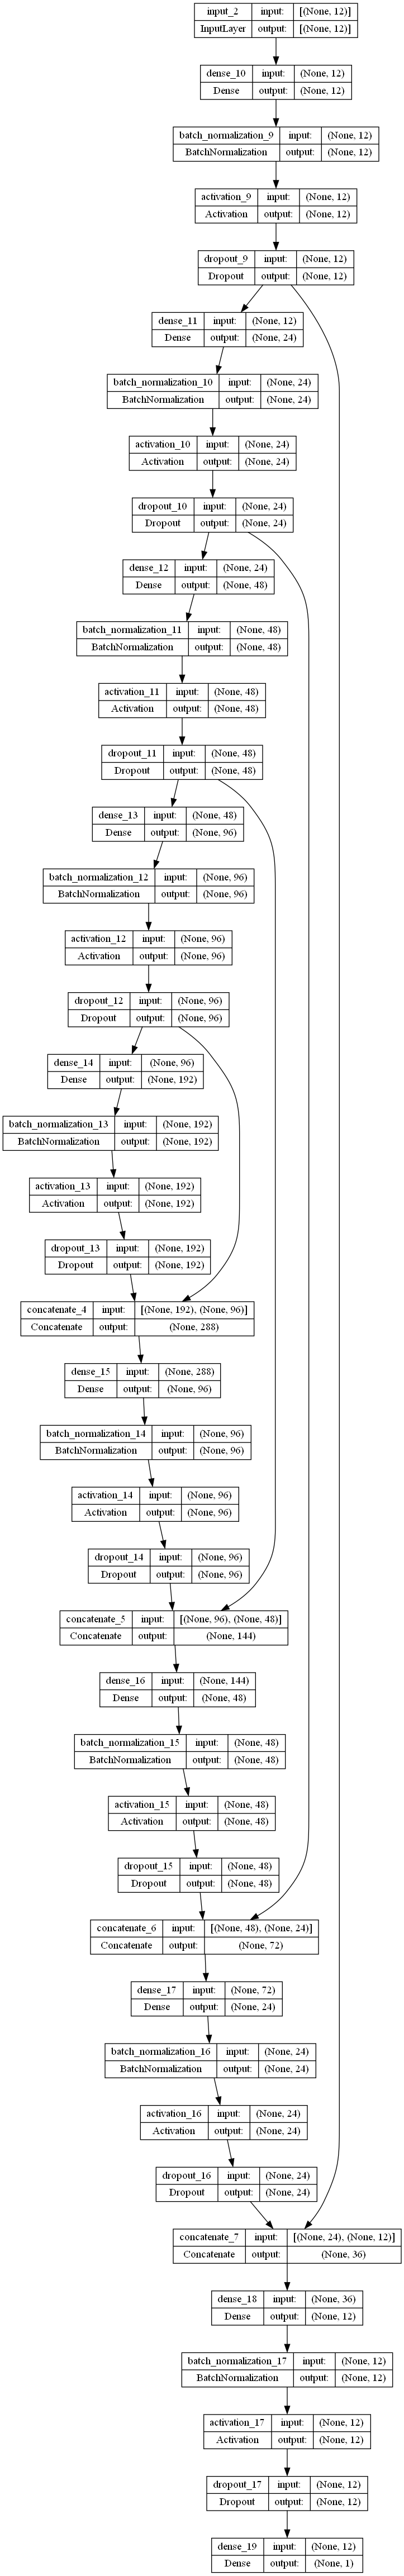 input_2 input: [(None, 12)]
InputLayer output: [(None, 12)]
dense_10 input: (None, 12)
Dense output: (None, 12)
batch_normalization_9 input: (None, 12)
BatchNormalization output: (None, 12)
activation_9 input: (None, 12)
Activation output: (None, 12)
dropout_9 input: (None, 12)
Dropout output: (None, 12)
dense_11 input: (None, 12)
Dense output: (None, 24)
batch_normalization_10 input: (None, 24)
BatchNormalization output: (None, 24)
activation_10 input: (None, 24)
Activation output: (None, 24)
dropout_10 input: (None, 24)
Dropout output: (None, 24)
dense_12 input: (None, 24)
Dense output: (None, 48)
batch_normalization_11 input: (None, 48)
BatchNormalization output: (None, 48)
activation_11 input: (None, 48)
Activation output: (None, 48)
dropout_11 input: (None, 48)
Dropout output: (None, 48)
dense_13 input: (None, 48)
Dense output: (None, 96)
batch_normalization_12 input: (None, 96)
BatchNormalization output: (None, 96)
activation_12 input: (None, 96)
Activation output: (None, 96)
dropout_12 input: (None, 96)
Dropout output: (None, 96)
dense_14 input: (None, 96)
Dense output: (None, 192)
batch_normalization_13 input: (None, 192)
BatchNormalization output: (None, 192)
activation_13 input: (None, 192)
Activation output: (None, 192)
dropout_13 input: (None, 192)
Dropout output: (None, 192)
concatenate_4 input: [(None, 192), (None, 96)]
Concatenate output: (None, 288)
dense_15 input: (None, 288)
Dense output: (None, 96)
batch_normalization_14 input: (None, 96)
BatchNormalization output: (None, 96)
activation_14 input: (None, 96)
Activation output: (None, 96)
dropout_14 input: (None, 96)
Dropout output: (None, 96)
concatenate_5 input: [(None, 96), (None, 48)]
Concatenate output: (None, 144)
dense_16 input: (None, 144)
Dense output: (None, 48)
batch_normalization_15 input: (None, 48)
BatchNormalization output: (None, 48)
activation_15 input: (None, 48)
Activation output: (None, 48)
dropout_15 input: (None, 48)
Dropout output: (None, 48)
concatenate_6 input: [(None, 48), (None, 24)]
Concatenate output: (None, 72)
dense_17 input: (None, 72)
Dense output: (None, 24)
batch_normalization_16 input: (None, 24)
BatchNormalization output: (None, 24)
activation_16 input: (None, 24)
Activation output: (None, 24)
dropout_16 input: (None, 24)
Dropout output: (None, 24)
concatenate_7 input: [(None, 24), (None, 12)]
Concatenate output: (None, 36)
dense_18 input: (None, 36)
Dense output: (None, 12)
batch_normalization_17 input: (None, 12)
BatchNormalization output: (None, 12)
activation_17 input: (None, 12)
Activation output: (None, 12)
dropout_17 input: (None, 12)
Dropout output: (None, 12)
dense_19 input: (None, 12)
Dense output: (None, 1)